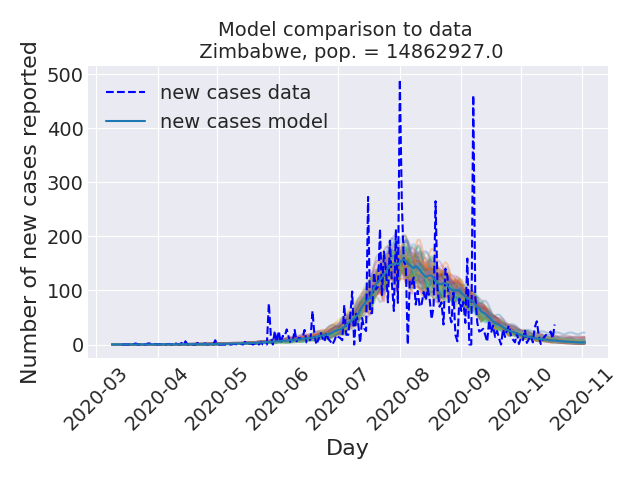 Model comparison to data
Zimbabwe, pop. = 14862927.0
Number of new cases reported
500
400
300
200
100
0
new cases data
new cases model
2020-03
2020-04
2020-05
2020-06
2020-07
2020-08
2020-09
2020-10
2020-11
Day